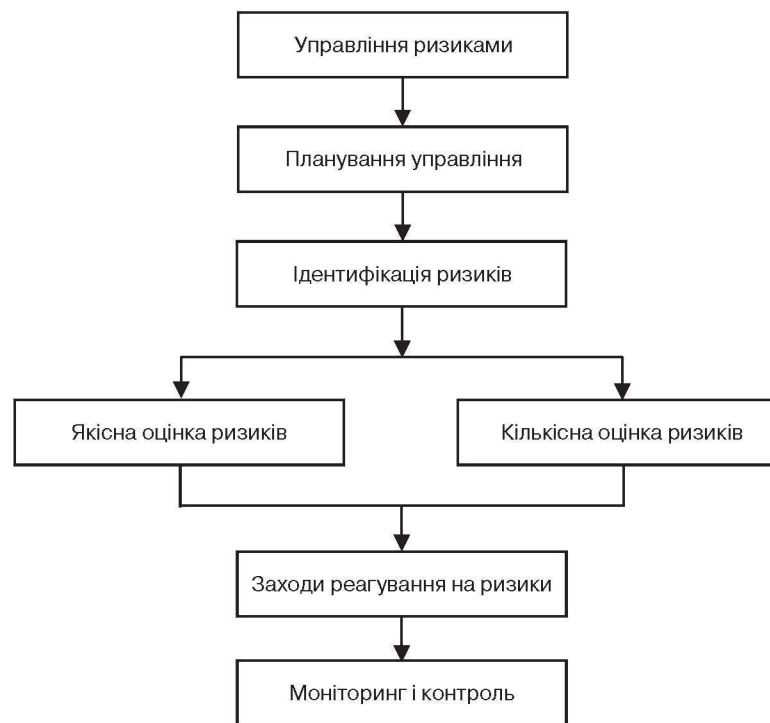 Управління ризиками
Планування управління
Ідентифікація ризиків
Якісна оцінка ризиків
Кількісна оцінка ризиків
Заходи реагування на ризики
Моніторинг і контроль